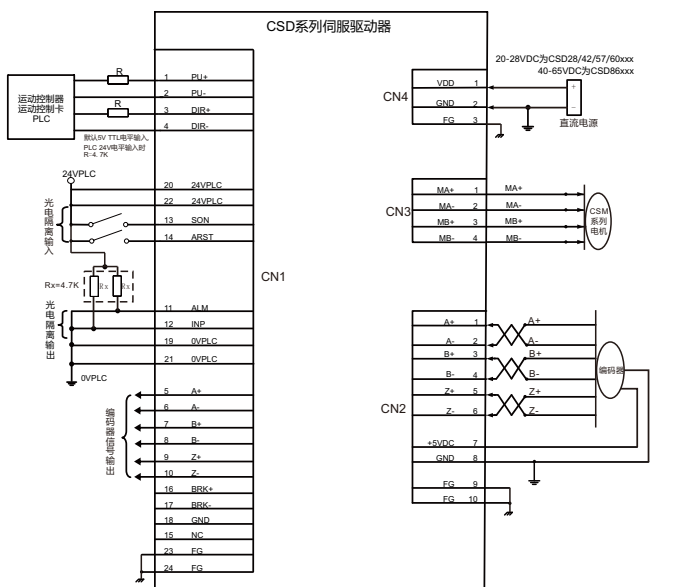 CSD系列伺服驱动器
运动控制器
运动控制卡
PLC
R
R
1 PU+
2 PU-
3 DIR+
4 DIR-
默认5V TTL电平输入,
PLC 24V电平输入时
R=4.7K
24VPLC
20 24VPLC
22 24VPLC
13 SON
14 ARST
光电隔离输入
CN1
Rx=4.7K
Rx
Rx
11 ALM
12 INP
19 0VPLC
21 0VPLC
光电隔离输出
0VPLC
5 A+
6 A-
7 B+
8 B-
9 Z+
10 Z-
编码器信号输出
16 BRK+
17 BRK-
18 GND
15 NC
23 FG
24 FG
20-28VDC为CSD28/42/57/60xxx
40-65VDC为CSD86xxx
CN4
VDD 1
GND 2
FG 3
+
-
直流电源
CN3
MA+ 1 MA+
MA- 2 MA-
MB+ 3 MB+
MB- 4 MB-
CSM
系列
电机
CN2
A+ 1 A+
A- 2 A-
B+ 3 B+
B- 4 B-
Z+ 5 Z+
Z- 6 Z-
编码器
+5VDC 7
GND 8
FG 9
FG 10